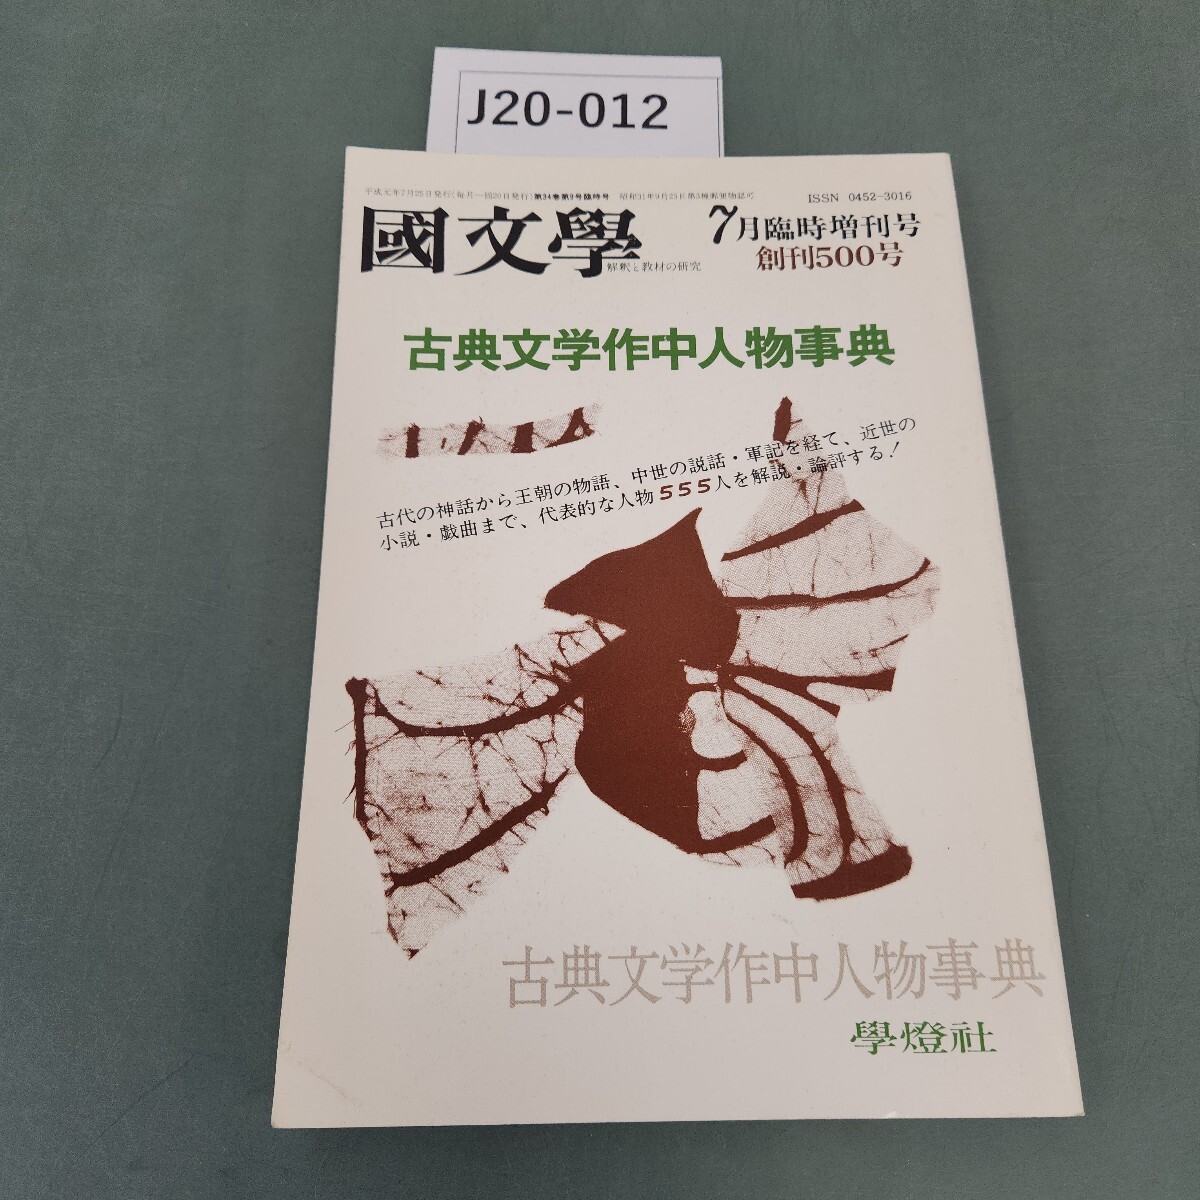 J20-012
平成元年7月25日発行(毎月一回20日発行)第34巻第9号臨時号 昭和31年9月25日第3種郵便物認可
ISSN 0452-3016
國文學
解釈と教材の研究
7月臨時増刊号
創刊500号
古典文学作中人物事典
古代の神話から王朝の物語、中世の説話・軍記を経て、近世の
小説・戯曲まで、代表的な人物555人を解説・論評する!
古典文学作中人物事典
學燈社